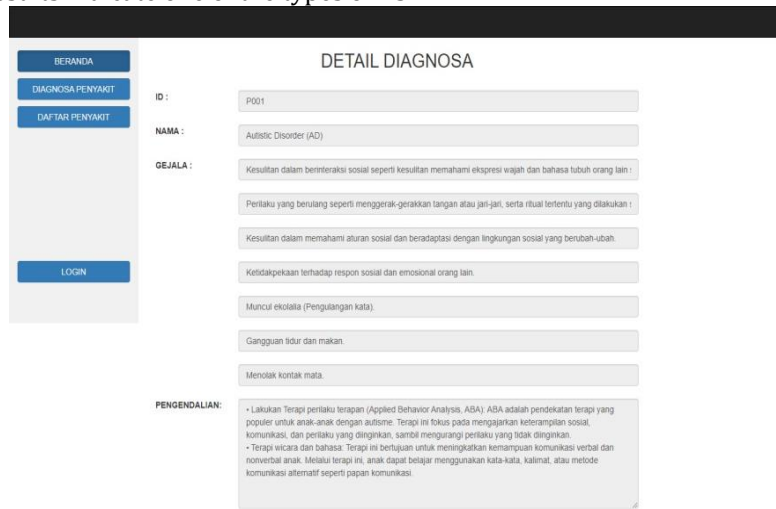 BERANDA
DIAGNOSA PENYAKIT
DAFTAR PENYAKIT
LOGIN
DETAIL DIAGNOSA
ID :
P001
NAMA :
Autistic Disorder (AD)
GEJALA :
Kesulitan dalam berinteraksi sosial seperti kesulitan memahami ekspresi wajah dan bahasa tubuh orang lain
Perilaku yang berulang seperti menggerak-gerakkan tangan atau jari-jari, serta ritual tertentu yang dilakukan
Kesulitan dalam memahami aturan sosial dan beradaptasi dengan lingkungan sosial yang berubah-ubah.
Ketidakpekaan terhadap respon sosial dan emosional orang lain.
Muncul ekolalia (Pengulangan kata).
Gangguan tidur dan makan.
Menolak kontak mata.
PENGENDALIAN:
• Lakukan Terapi perilaku terapan (Applied Behavior Analysis, ABA): ABA adalah pendekatan terapi yang
populer untuk anak-anak dengan autisme. Terapi ini fokus pada mengajarkan keterampilan sosial,
komunikasi, dan perilaku yang diinginkan, sambil mengurangi perilaku yang tidak diinginkan.
• Terapi wicara dan bahasa: Terapi ini bertujuan untuk meningkatkan kemampuan komunikasi verbal dan
nonverbal anak. Melalui terapi ini, anak dapat belajar menggunakan kata-kata, kalimat, atau metode
komunikasi alternatif seperti papan komunikasi.